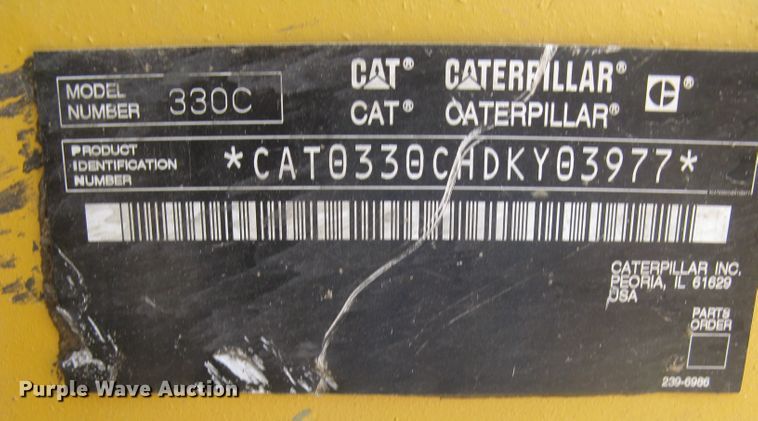 CAT® CATERPILLAR®
MODEL NUMBER 330C
CAT® CATERPILLAR®
PRODUCT
IDENTIFICATION
NUMBER
*CAT0330CHDKY03977*
CATERPILLAR INC.
PEORIA, IL 61629
USA
PARTS
ORDER
239-6986
Purple Wave Auction